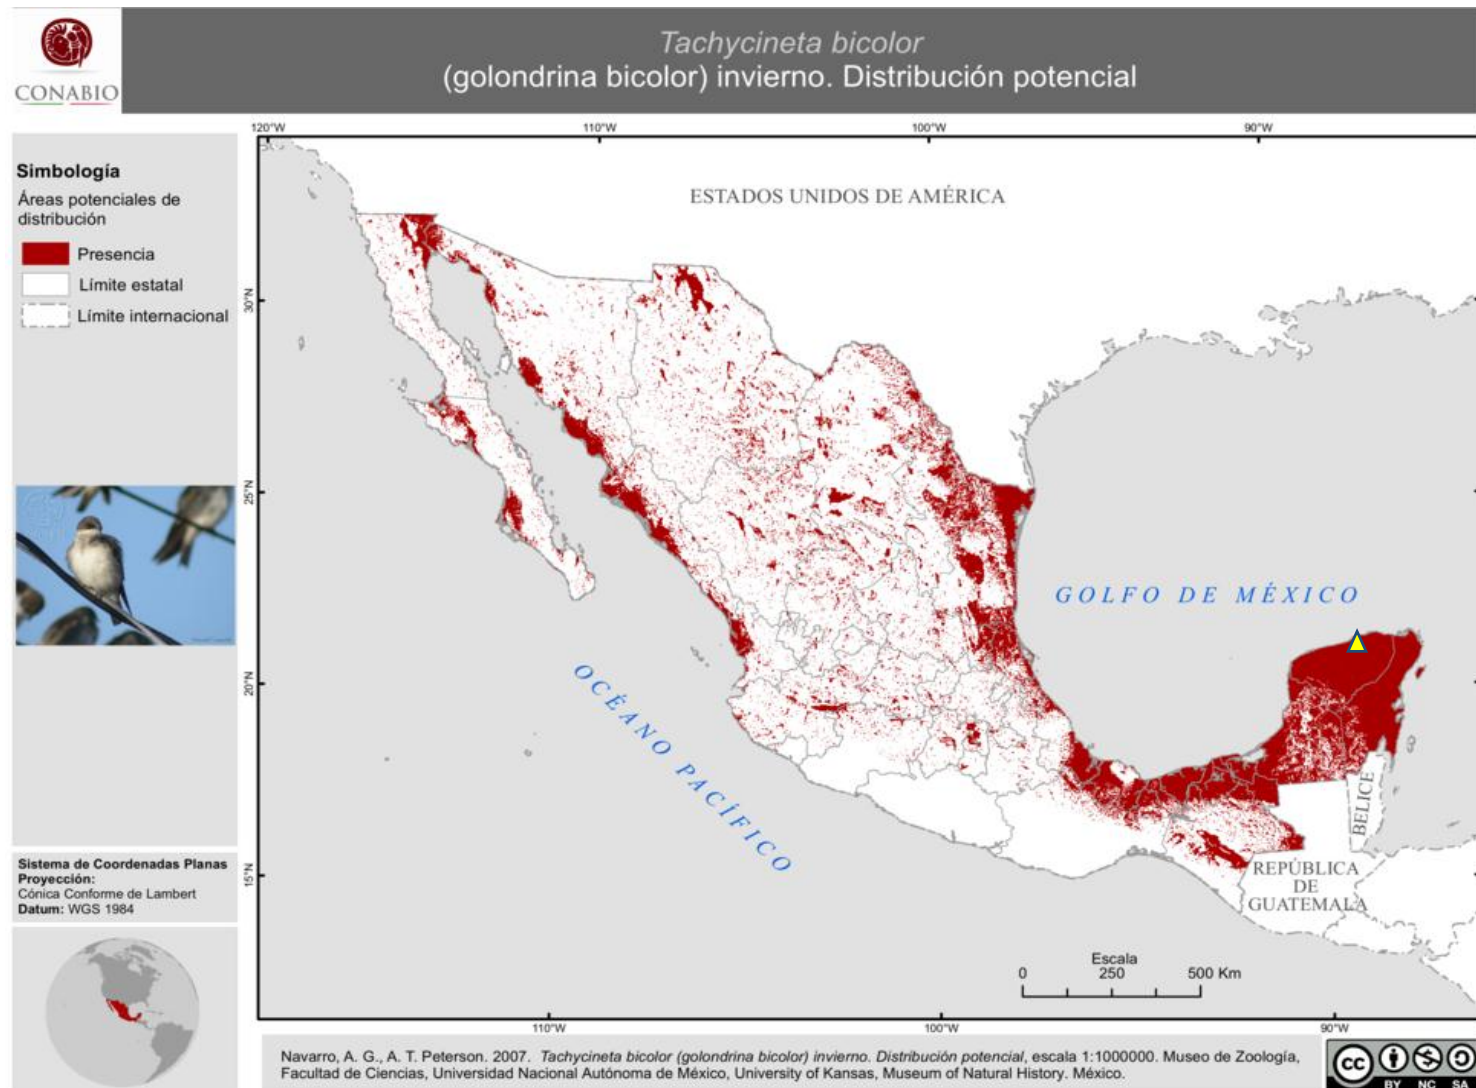 CONABIO
Tachycineta bicolor
(golondrina bicolor) invierno. Distribución potencial
Simbología
Áreas potenciales de
distribución
Presencia
Límite estatal
Límite internacional
Sistema de Coordenadas Planas
Proyección:
Cónica Conforme de Lambert
Datum: WGS 1984
120°W
110°W
100°W
90°W
30°N
25°N
20°N
15°N
ESTADOS UNIDOS DE AMÉRICA
GOLFO DE MÉXICO
OCÉANO PACÍFICO
BELICE
REPÚBLICA
DE
GUATEMALA
Escala
0 250 500 Km
110°W
100°W
90°W
Navarro, A. G., A. T. Peterson. 2007. Tachycineta bicolor (golondrina bicolor) invierno. Distribución potencial, escala 1:1000000. Museo de Zoología,
Facultad de Ciencias, Universidad Nacional Autónoma de México, University of Kansas, Museum of Natural History. México.
cc
BY NC SA